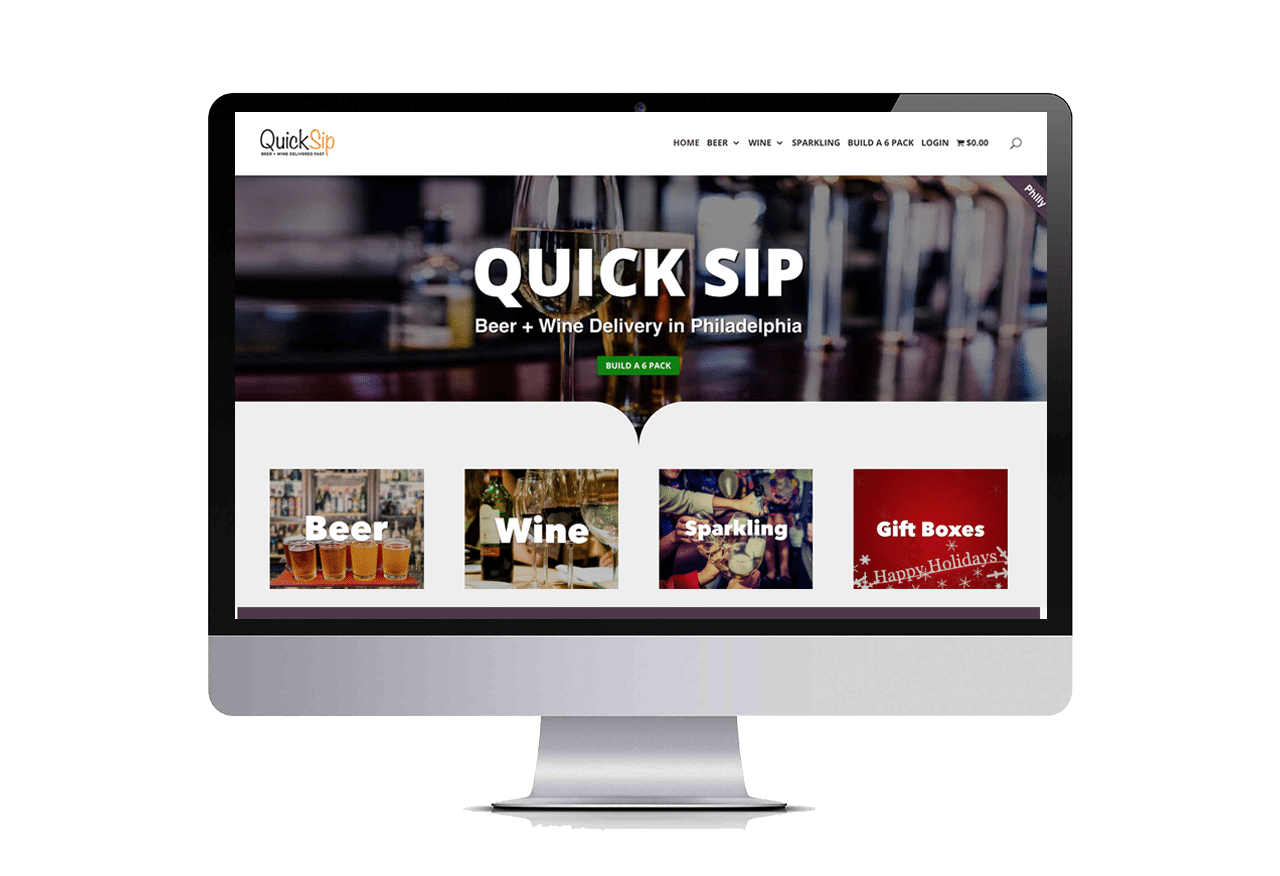 QuickSip
BEER + WINE DELIVERED FAST
HOME BEER WINE SPARKLING BUILD A 6 PACK LOGIN $0.00
Philly
QUICK SIP
Beer + Wine Delivery in Philadelphia
BUILD A 6 PACK
Beer
Wine
Sparkling
Gift Boxes
Happy Holidays